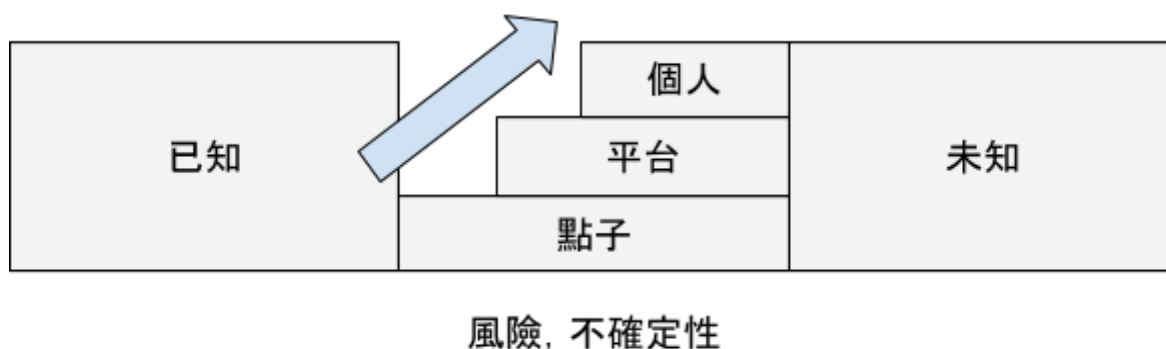 個人
已知
平台
未知
點子
風險, 不確定性